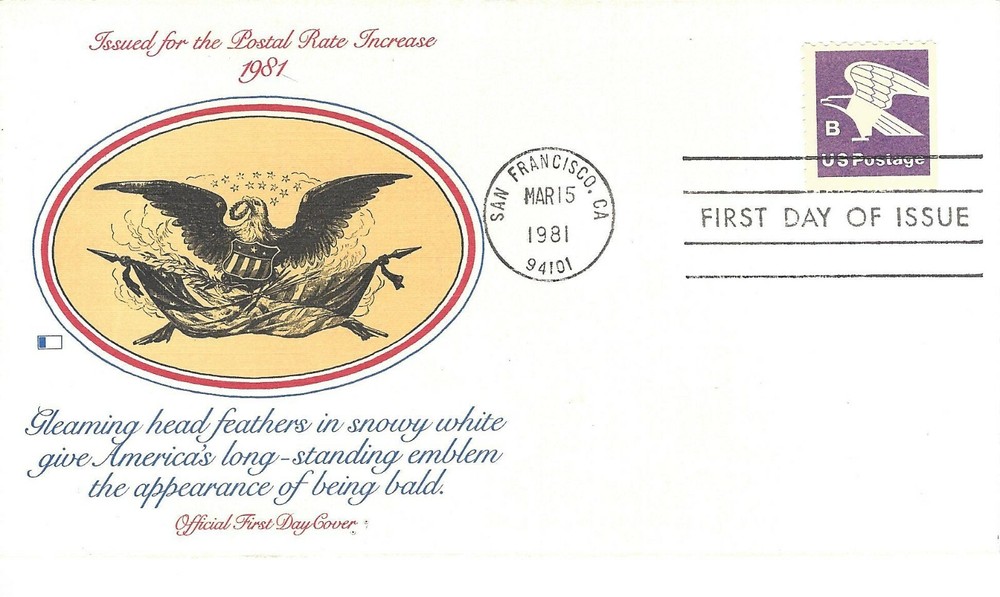 Issued for the Postal Rate Increase
1981
B
US Postage
SAN FRANCISCO, CA
MAR 15
1981
94101
FIRST DAY OF ISSUE
Gleaming head feathers in snowy white
give America's long-standing emblem
the appearance of being bald.
Official First Day Cover